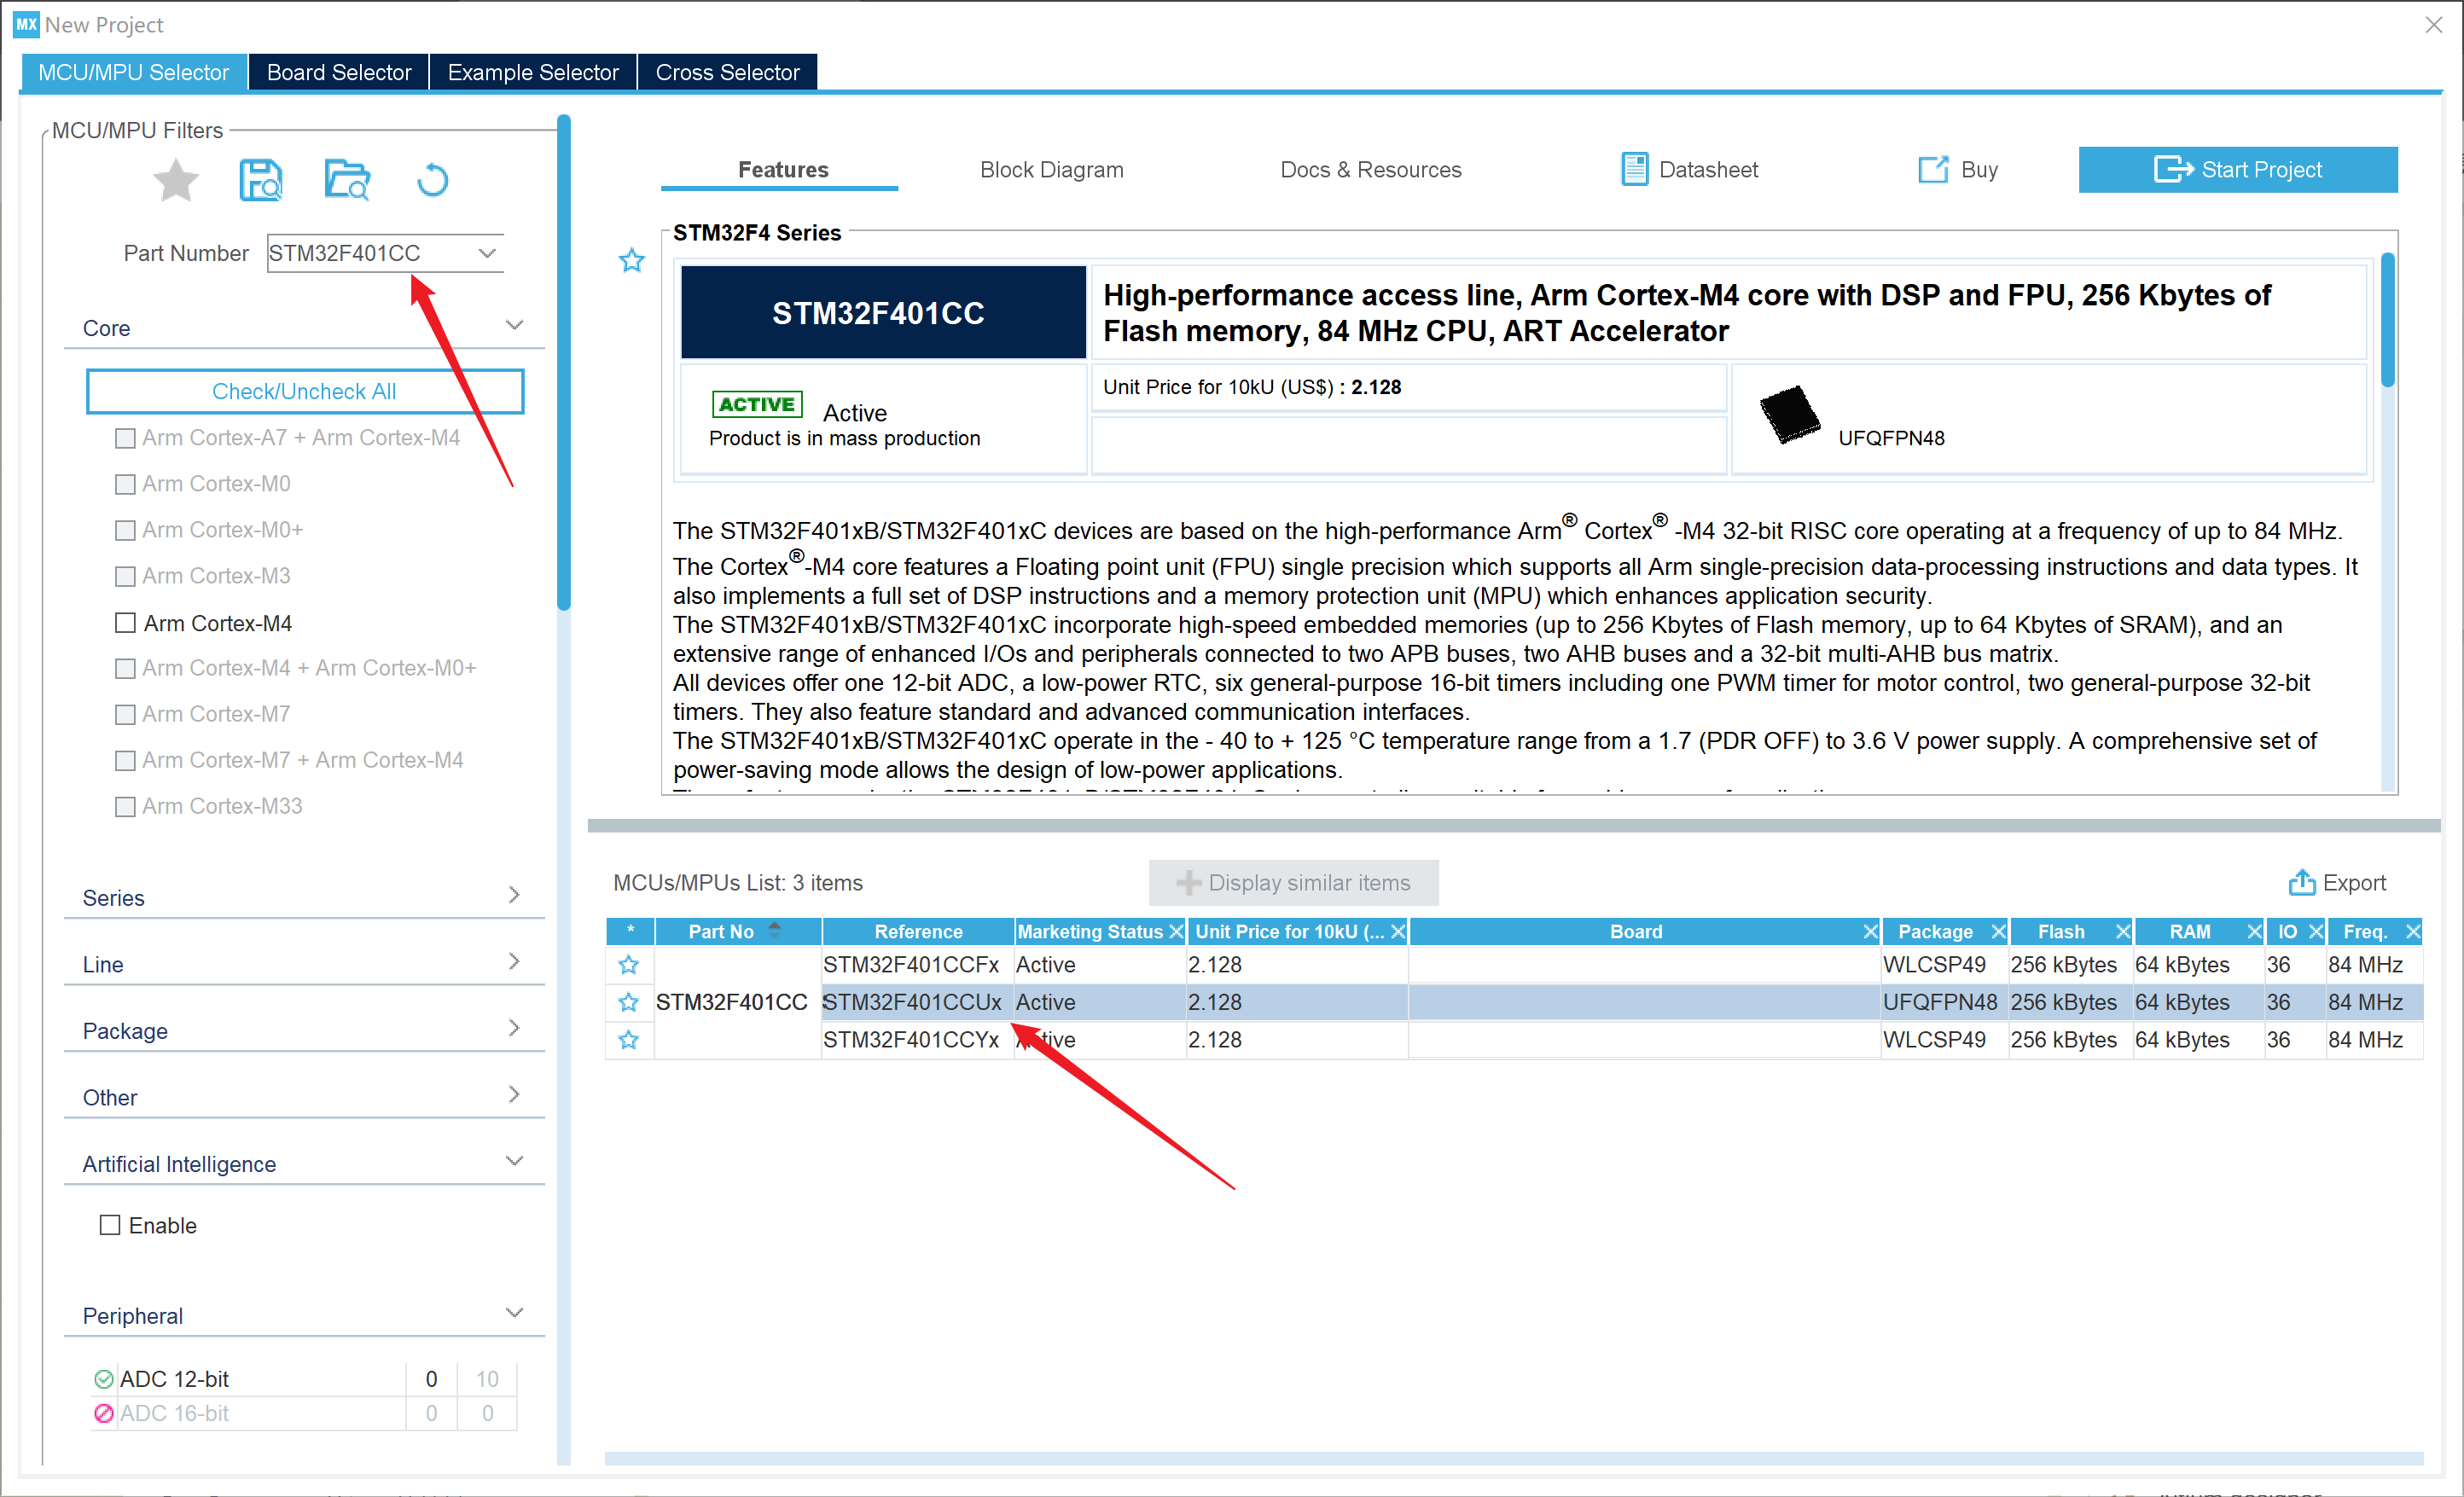 MX New Project
MCU/MPU Selector
Board Selector
Example Selector
Cross Selector
MCU/MPU Filters
Part Number
STM32F401CC
Core
Check/Uncheck All
Arm Cortex-A7 + Arm Cortex-M4
Arm Cortex-M0
Arm Cortex-M0+
Arm Cortex-M3
Arm Cortex-M4
Arm Cortex-M4 + Arm Cortex-M0+
Arm Cortex-M7
Arm Cortex-M7 + Arm Cortex-M4
Arm Cortex-M33
Series
Line
Package
Other
Artificial Intelligence
Enable
Peripheral
ADC 12-bit 0 10
ADC 16-bit 0 0
Features
Block Diagram
Docs & Resources
Datasheet
Buy
Start Project
STM32F4 Series
STM32F401CC
High-performance access line, Arm Cortex-M4 core with DSP and FPU, 256 Kbytes of
Flash memory, 84 MHz CPU, ART Accelerator
ACTIVE Active
Product is in mass production
Unit Price for 10kU (US$) : 2.128
UFQFPN48
The STM32F401xB/STM32F401xC devices are based on the high-performance Arm® Cortex® -M4 32-bit RISC core operating at a frequency of up to 84 MHz.
The Cortex®-M4 core features a Floating point unit (FPU) single precision which supports all Arm single-precision data-processing instructions and data types. It
also implements a full set of DSP instructions and a memory protection unit (MPU) which enhances application security.
The STM32F401xB/STM32F401xC incorporate high-speed embedded memories (up to 256 Kbytes of Flash memory, up to 64 Kbytes of SRAM), and an
extensive range of enhanced I/Os and peripherals connected to two APB buses, two AHB buses and a 32-bit multi-AHB bus matrix.
All devices offer one 12-bit ADC, a low-power RTC, six general-purpose 16-bit timers including one PWM timer for motor control, two general-purpose 32-bit
timers. They also feature standard and advanced communication interfaces.
The STM32F401xB/STM32F401xC operate in the - 40 to + 125 °C temperature range from a 1.7 (PDR OFF) to 3.6 V power supply. A comprehensive set of
power-saving mode allows the design of low-power applications.
MCUs/MPUs List: 3 items
Display similar items
Export
* Part No Reference Marketing Status Unit Price for 10kU (... Board Package Flash RAM IO Freq.
STM32F401CCFx Active 2.128 WLCSP49 256 kBytes 64 kBytes 36 84 MHz
STM32F401CC STM32F401CCUx Active 2.128 UFQFPN48 256 kBytes 64 kBytes 36 84 MHz
STM32F401CCYx Active 2.128 WLCSP49 256 kBytes 64 kBytes 36 84 MHz